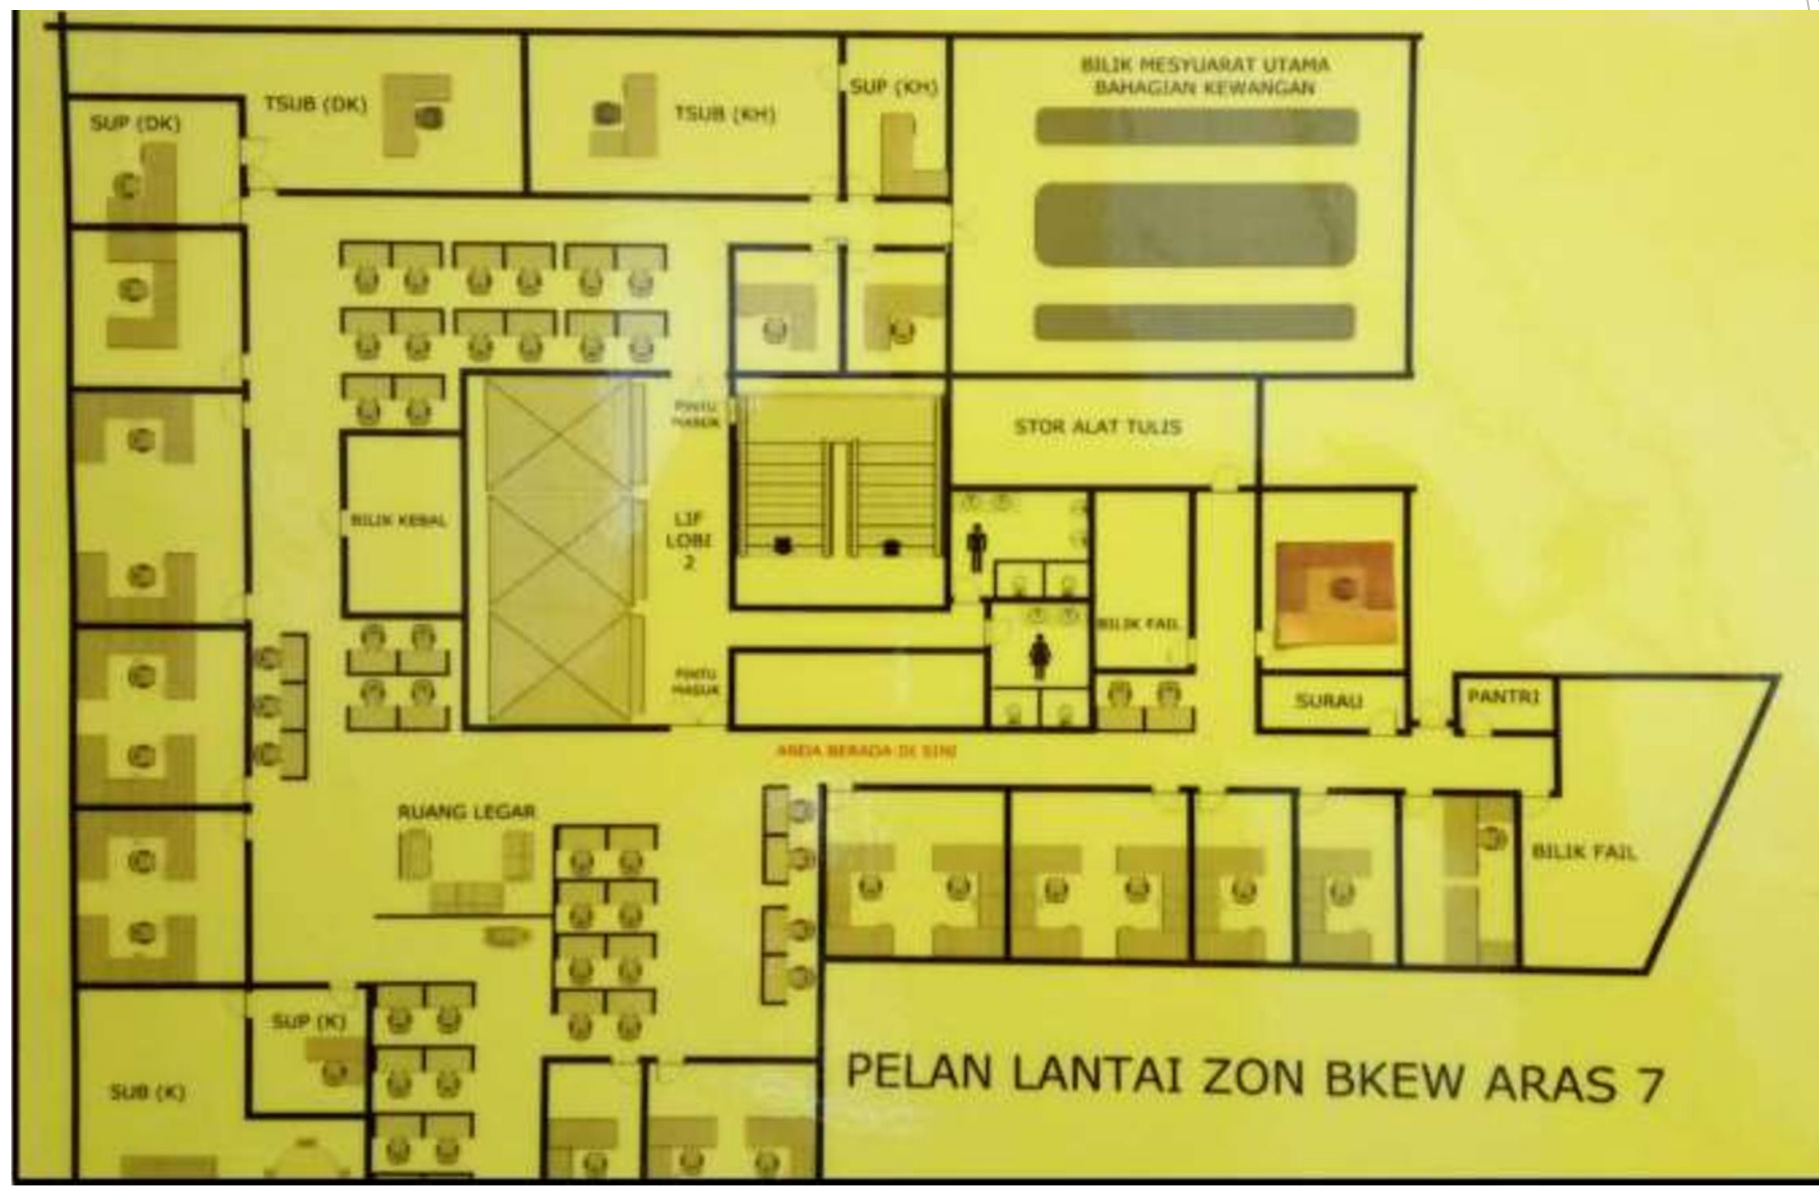 BILIK MESYUARAT UTAMA
BAHAGIAN KEWANGAN
SUP (KH)
TSUB (DK)
TSUB (KH)
SUP (DK)
PINTU
MASUK
STOR ALAT TULIS
BILIK KEBAL
LIF
LOBI
2
BILIK FAIL
PINTU
MASUK
SURAU
PANTRI
ANDA BERADA DI SINI
RUANG LEGAR
BILIK FAIL
SUP (K)
SUB (K)
PELAN LANTAI ZON BKEW ARAS 7